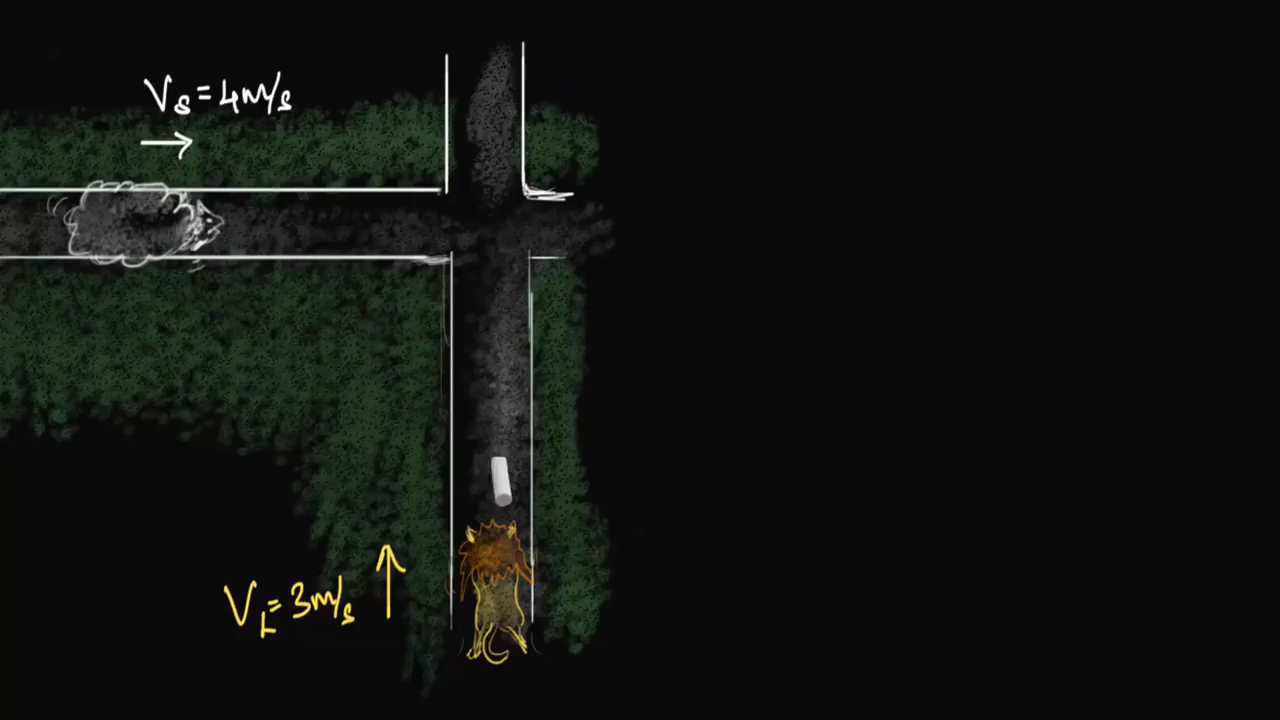 Vs = 4m/s
VL = 3m/s